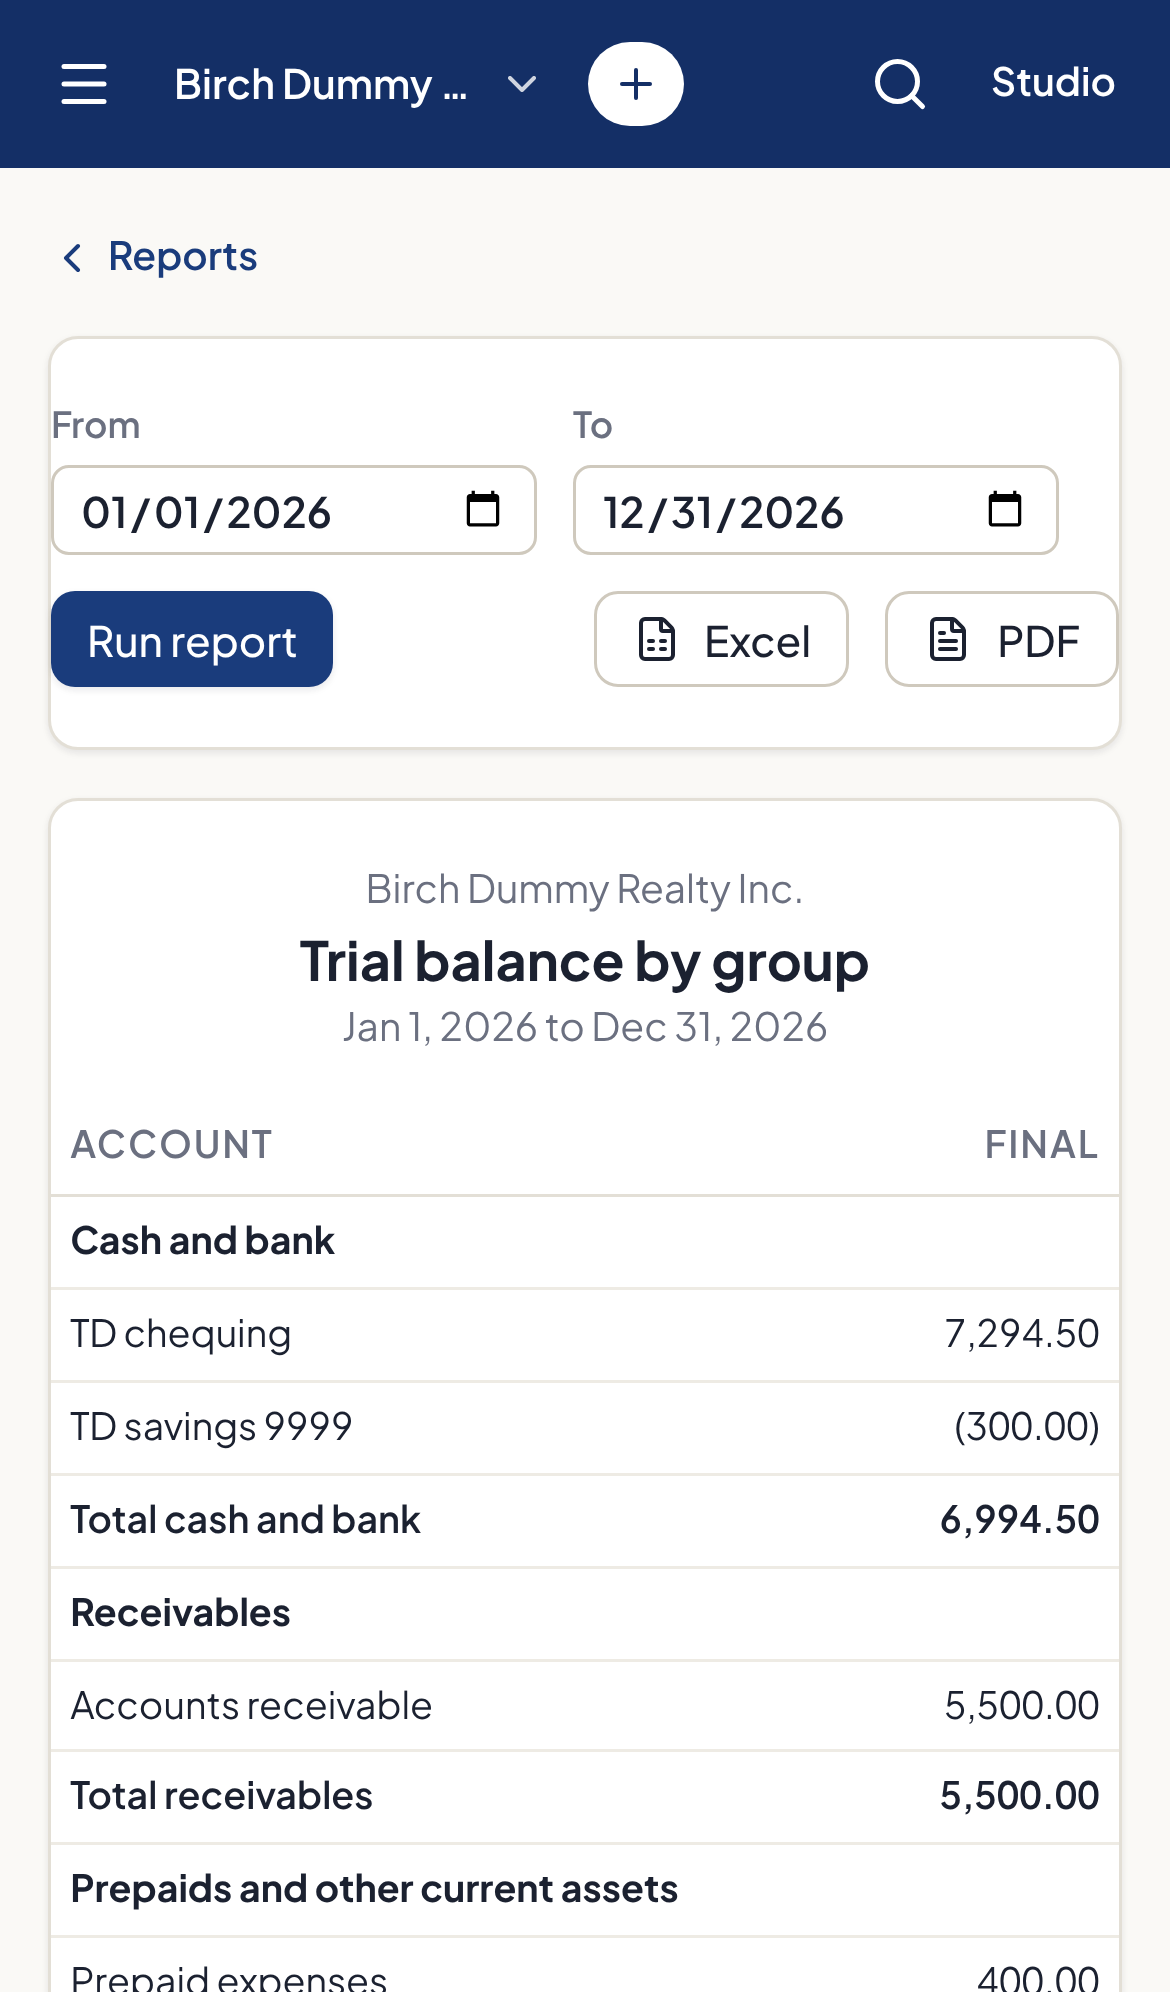 Birch Dummy ...
Studio
Reports
From To
01/01/2026 12/31/2026
Run report Excel PDF
Birch Dummy Realty Inc.
Trial balance by group
Jan 1, 2026 to Dec 31, 2026
ACCOUNT FINAL
Cash and bank
TD chequing 7,294.50
TD savings 9999 (300.00)
Total cash and bank 6,994.50
Receivables
Accounts receivable 5,500.00
Total receivables 5,500.00
Prepaids and other current assets
Prepaid expenses 400.00